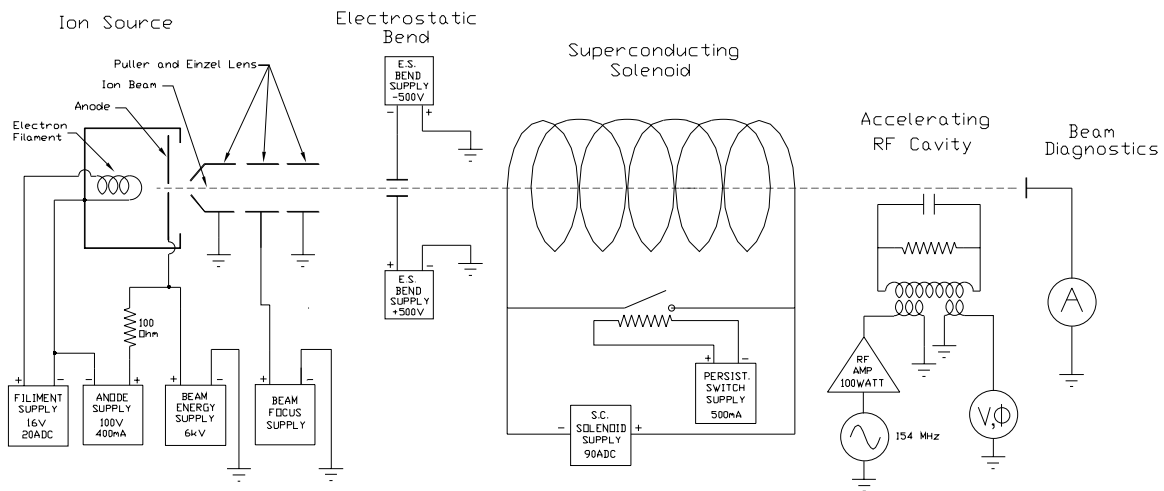 Ion Source
Electrostatic
Bend
Superconducting
Solenoid
Accelerating
RF Cavity
Beam
Diagnostics
Puller and Einzel Lens
Ion Beam
Anode
Electron
Filament
E.S.
BEND
SUPPLY
-500V
- +
+ -
E.S.
BEND
SUPPLY
+500V
100
Ohm
+ -
FILIMENT
SUPPLY
16V
20ADC
- +
ANODE
SUPPLY
100V
400mA
+ -
BEAM
ENERGY
SUPPLY
6kV
+ -
BEAM
FOCUS
SUPPLY
+ -
PERSIST.
SWITCH
SUPPLY
500mA
- +
S.C.
SOLENOID
SUPPLY
90ADC
RF
AMP
100WATT
154 MHz
V,Φ
A